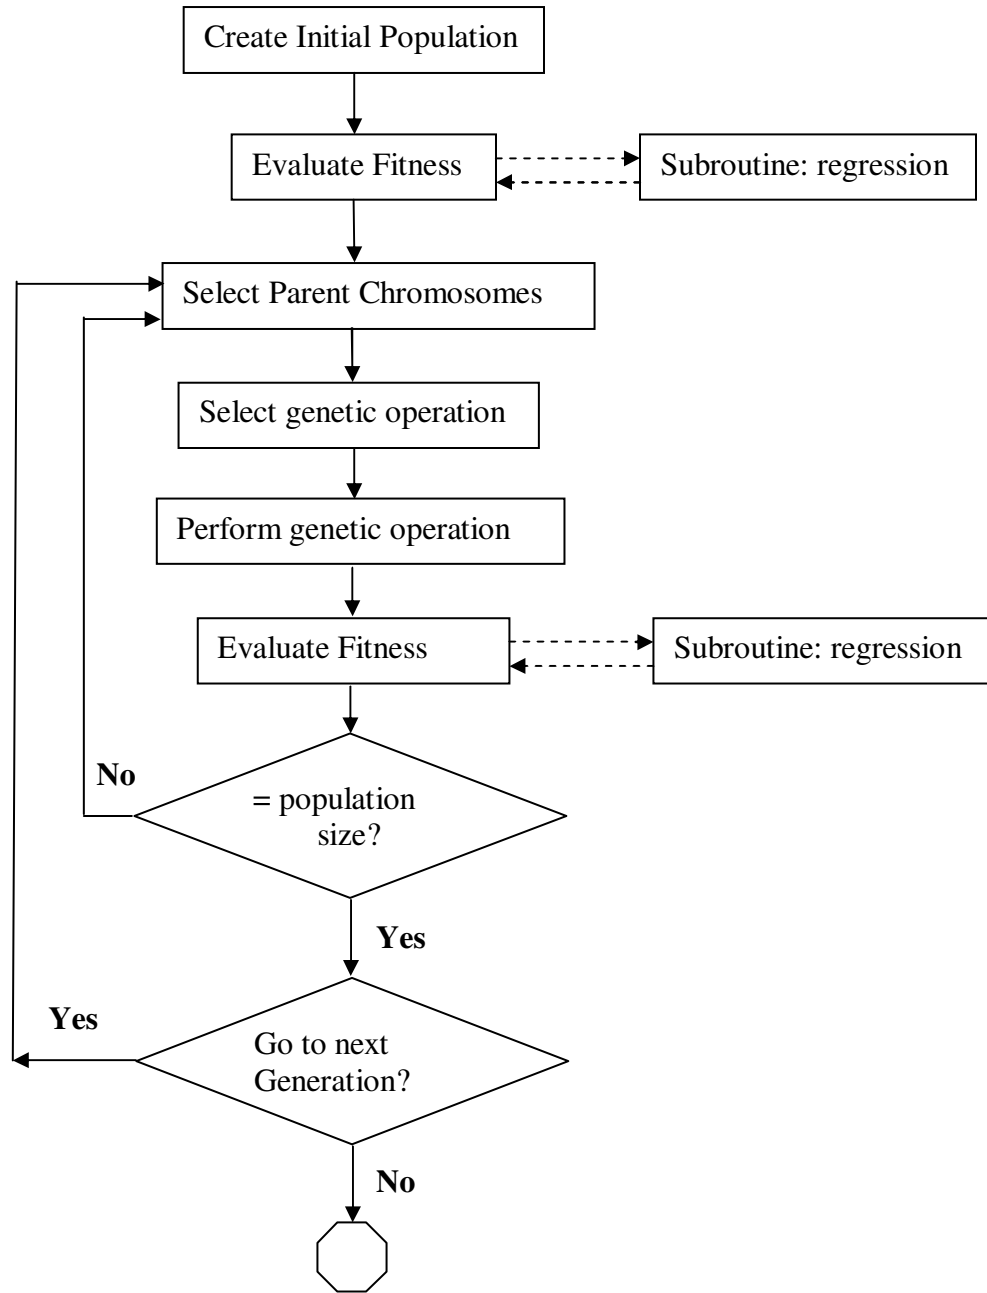 Create Initial Population
Evaluate Fitness
Subroutine: regression
Select Parent Chromosomes
Select genetic operation
Perform genetic operation
Evaluate Fitness
Subroutine: regression
No
= population
size?
Yes
Yes
Go to next
Generation?
No